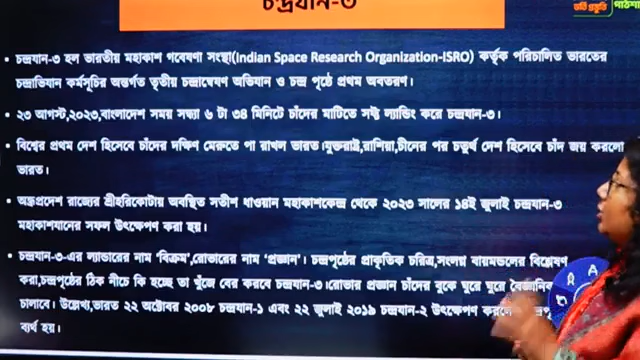 চন্দ্রযান-৩
ভর্তি প্রস্তুতি
পাঠশা
• চন্দ্রযান-৩ হল ভারতীয় মহাকাশ গবেষণা সংস্থা(Indian Space Research Organization-ISRO) কর্তৃক পরিচালিত ভারতের
চন্দ্রাভিযান কর্মসূচির অন্তর্গত তৃতীয় চন্দ্রান্বেষণ অভিযান ও চন্দ্র পৃষ্ঠে প্রথম অবতরণ।
• ২৩ আগস্ট,২০২৩,বাংলাদেশ সময় সন্ধ্যা ৬ টা ৩৪ মিনিটে চাঁদের মাটিতে সফ্ট ল্যান্ডিং করে চন্দ্রযান-৩।
• বিশ্বের প্রথম দেশ হিসেবে চাঁদের দক্ষিণ মেরুতে পা রাখল ভারত।যুক্তরাষ্ট্র,রাশিয়া,চীনের পর চতুর্থ দেশ হিসেবে চাঁদ জয় করলো
ভারত।
• অন্ধ্রপ্রদেশ রাজ্যের শ্রীহরিকোটায় অবস্থিত সতীশ ধাওয়ান মহাকাশকেন্দ্র থেকে ২০২৩ সালের ১৪ই জুলাই চন্দ্রযান-৩
মহাকাশযানের সফল উৎক্ষেপণ করা হয়।
• চন্দ্রযান-৩-এর ল্যান্ডারের নাম ‘বিক্রম’,রোভারের নাম ‘প্রজ্ঞান’। চন্দ্রপৃষ্ঠের প্রাকৃতিক চরিত্র,সংলগ্ন বায়মন্ডলের বিশ্লেষণ
করা,চন্দ্রপৃষ্ঠের ঠিক নীচে কি হচ্ছে তা খুঁজে বের করবে চন্দ্রযান-৩।রোভার প্রজ্ঞান চাঁদের বুকে ঘুরে ঘুরে বৈজ্ঞানিক
চালাবে। উল্লেখ্য,ভারত ২২ অক্টোবর ২০০৮ চন্দ্রযান-১ এবং ২২ জুলাই ২০১৯ চন্দ্রযান-২ উৎক্ষেপণ
ব্যর্থ হয়।